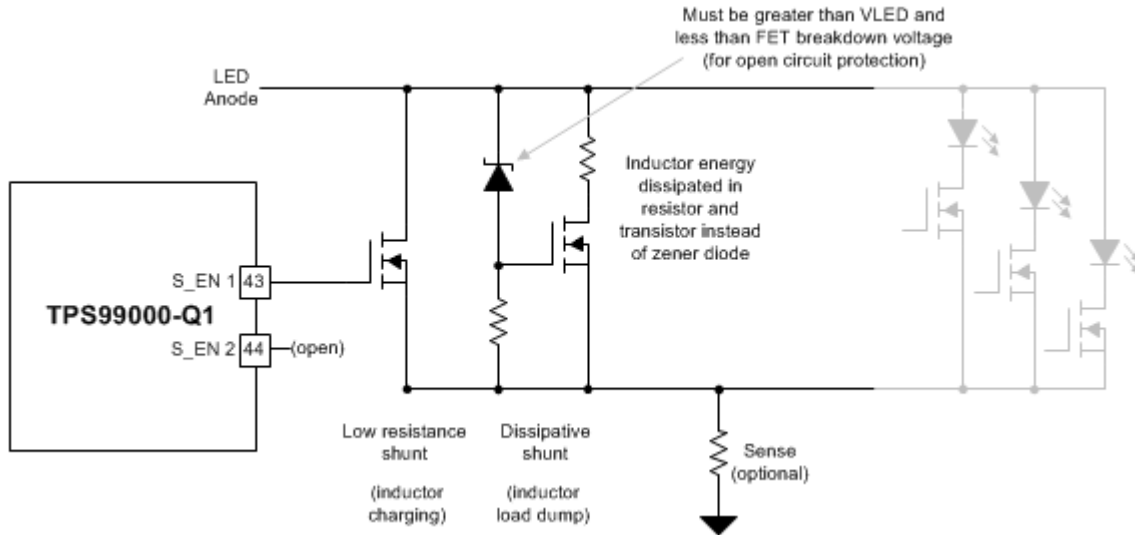 Must be greater than VLED and
less than FET breakdown voltage
(for open circuit protection)
LED
Anode
Inductor energy
dissipated in
resistor and
transistor instead
of zener diode
S_EN 1 43
TPS99000-Q1
S_EN 2 44 (open)
Low resistance
shunt
(inductor
charging)
Dissipative
shunt
(inductor
load dump)
Sense
(optional)